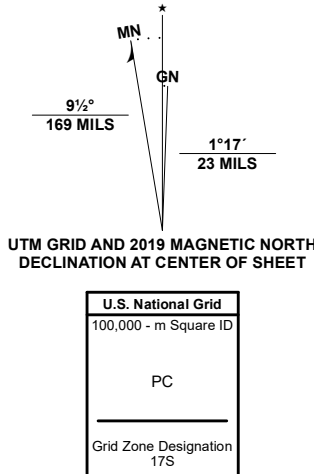 ★
MN
GN
9½°
169 MILS
1°17´
23 MILS
UTM GRID AND 2019 MAGNETIC NORTH
DECLINATION AT CENTER OF SHEET
U.S. National Grid
100,000 - m Square ID
PC
Grid Zone Designation
17S